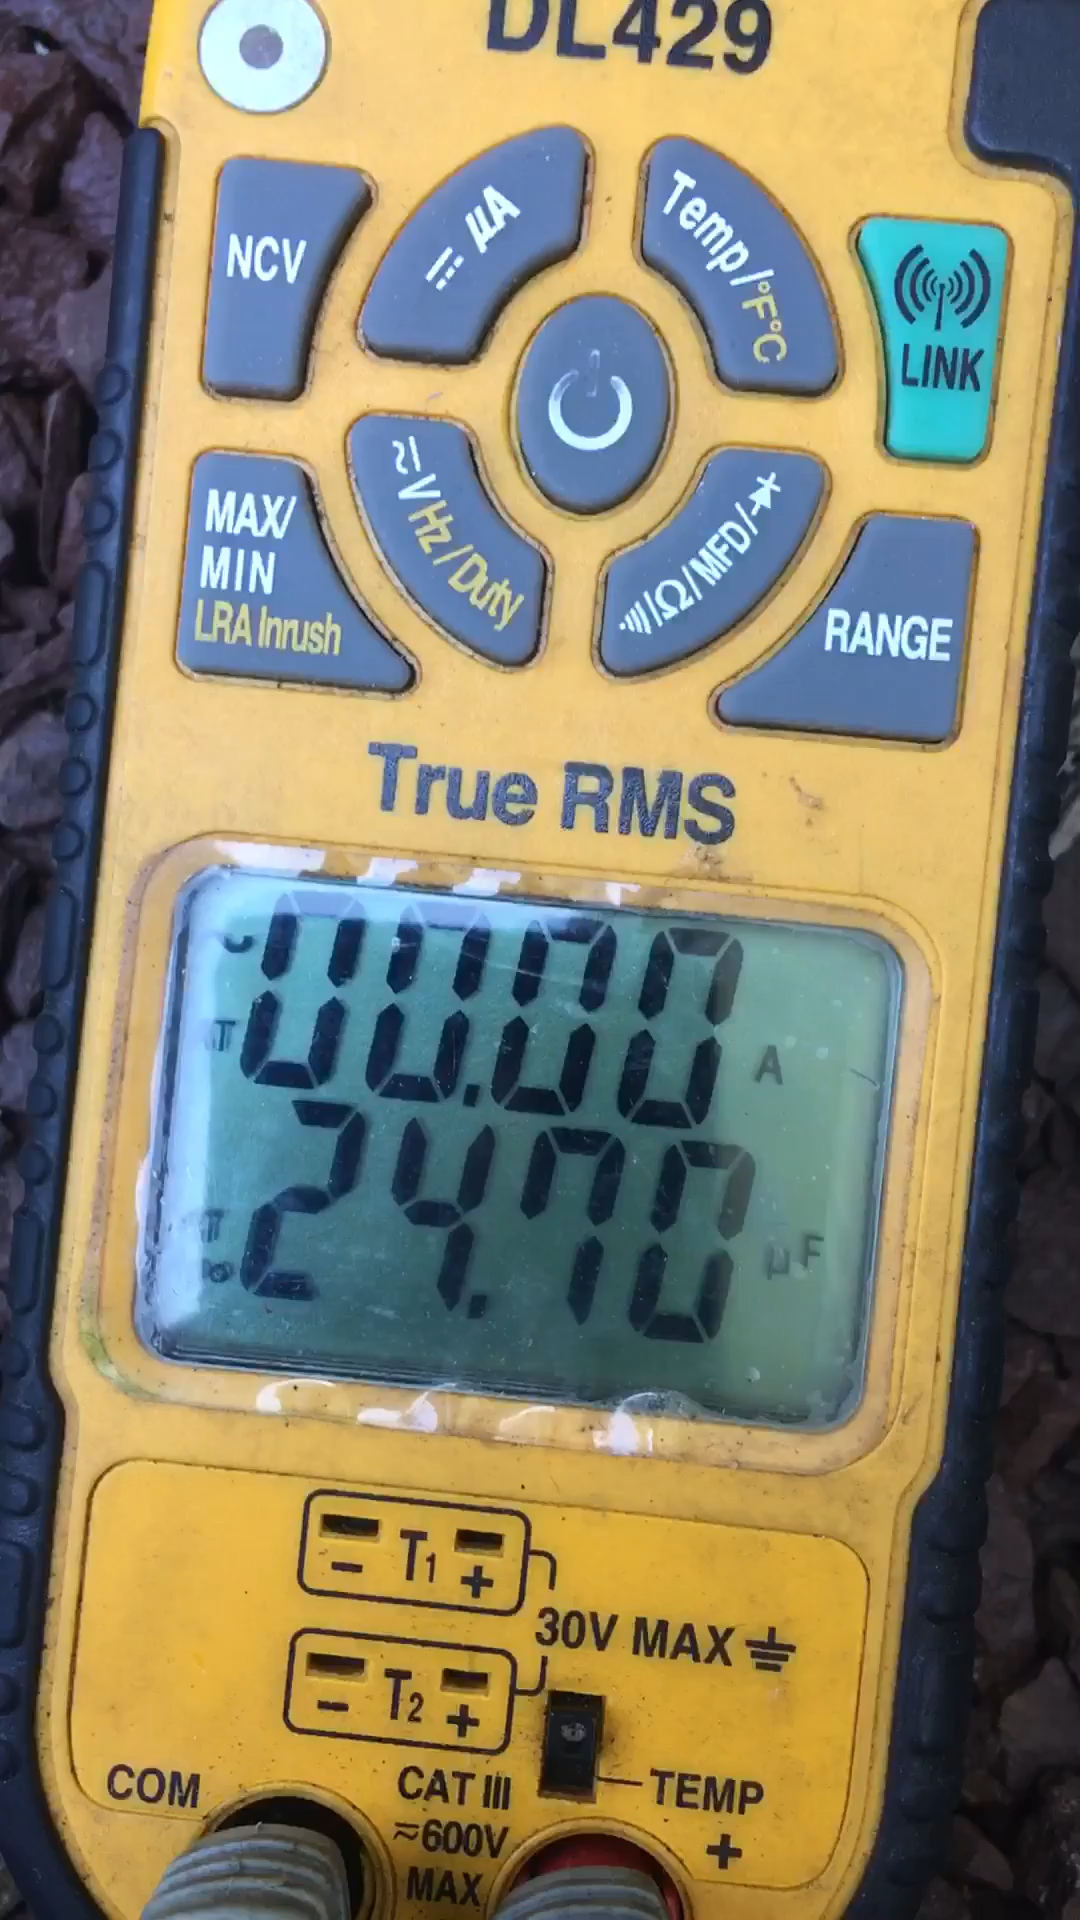 DL429
NCV
⎓ µA
Temp/°F°C
LINK
MAX/
MIN
LRA Inrush
≂V Hz/Duty
/Ω/MFD/
RANGE
True RMS
00.00 A
24.70 µF
- T1 +
30V MAX
- T2 +
COM
CAT III
≂600V
MAX
TEMP
+